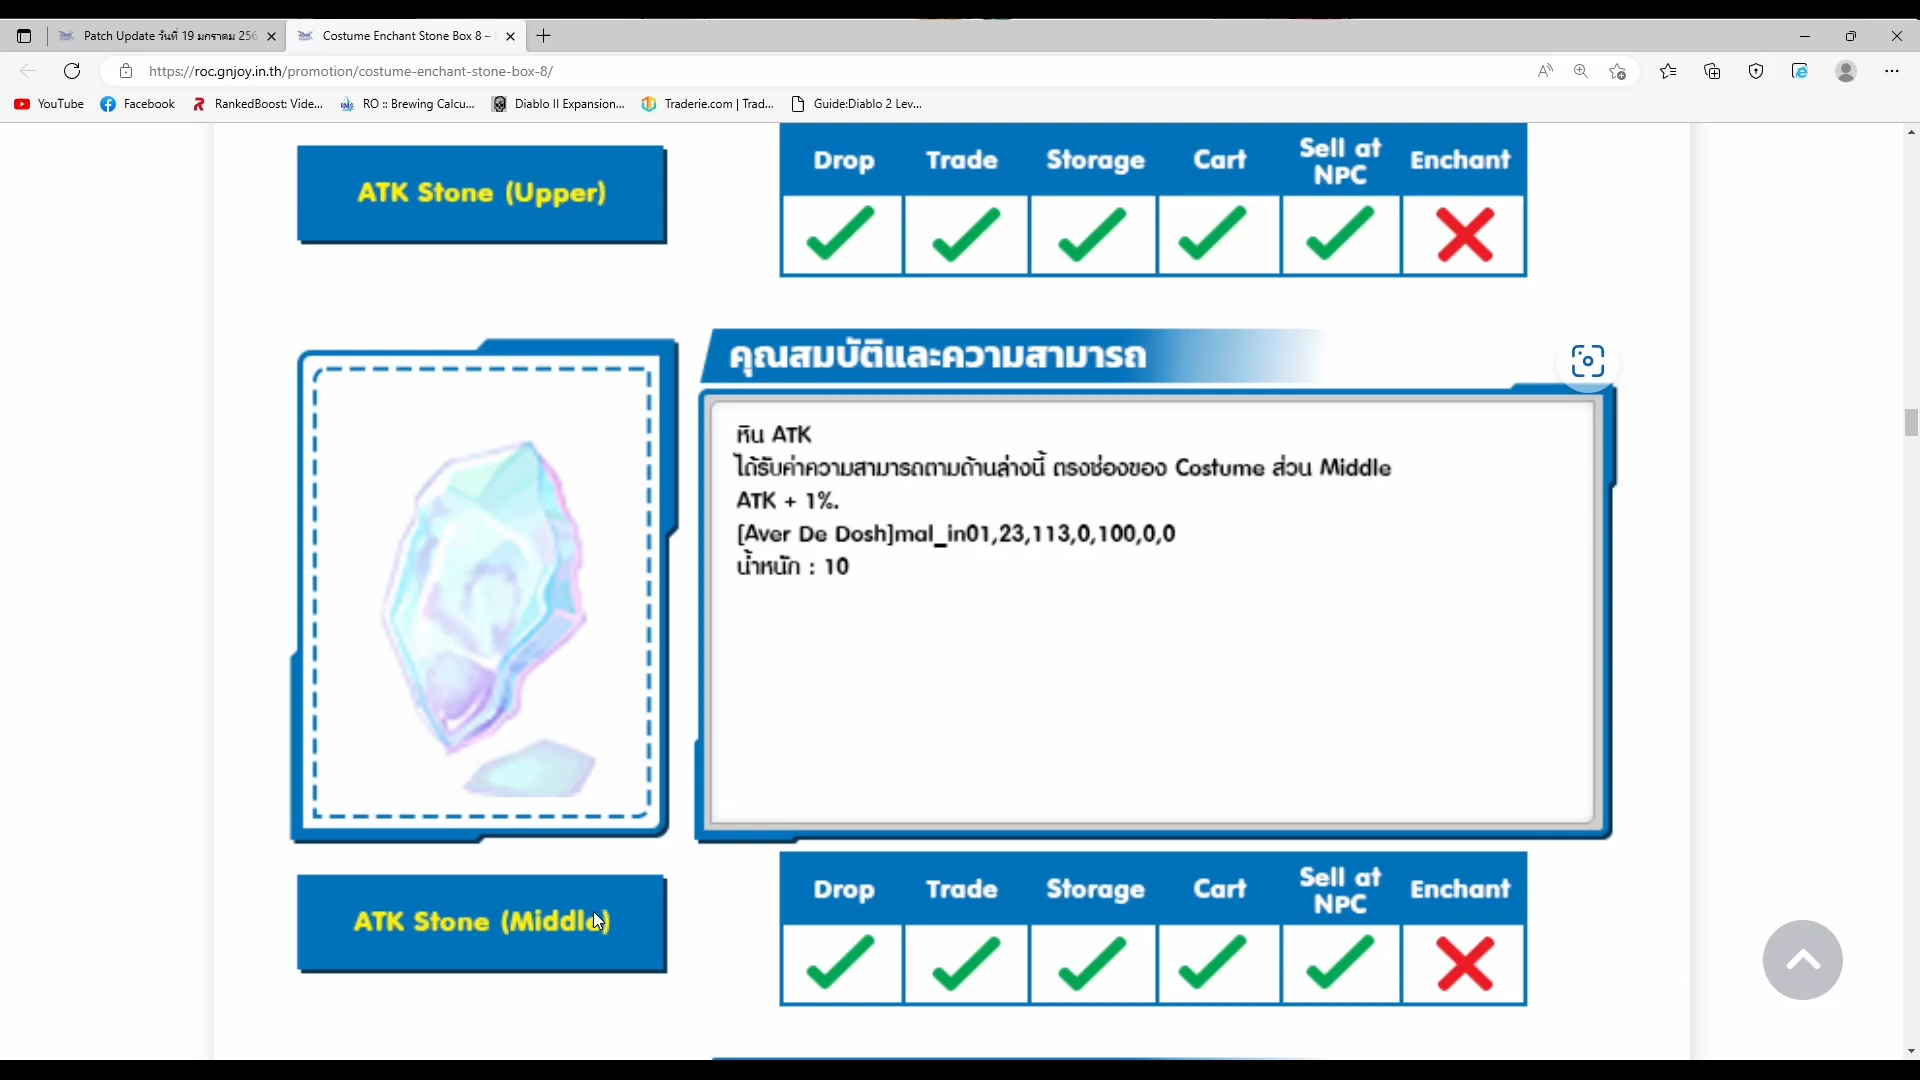 Patch Update วันที่ 19 มกราคม 256
Costume Enchant Stone Box 8 –
https://roc.gnjoy.in.th/promotion/costume-enchant-stone-box-8/
YouTube
Facebook
RankedBoost: Vide...
RO :: Brewing Calcu...
Diablo II Expansion...
Traderie.com | Trad...
Guide:Diablo 2 Lev...
ATK Stone (Upper)
Drop Trade Storage Cart Sell at NPC Enchant
คุณสมบัติและความสามารถ
หิน ATK
ได้รับค่าความสามารถตามด้านล่างนี้ ตรงช่องของ Costume ส่วน Middle
ATK + 1%.
[Aver De Dosh]mal_in01,23,113,0,100,0,0
น้ำหนัก : 10
ATK Stone (Middle)
Drop Trade Storage Cart Sell at NPC Enchant